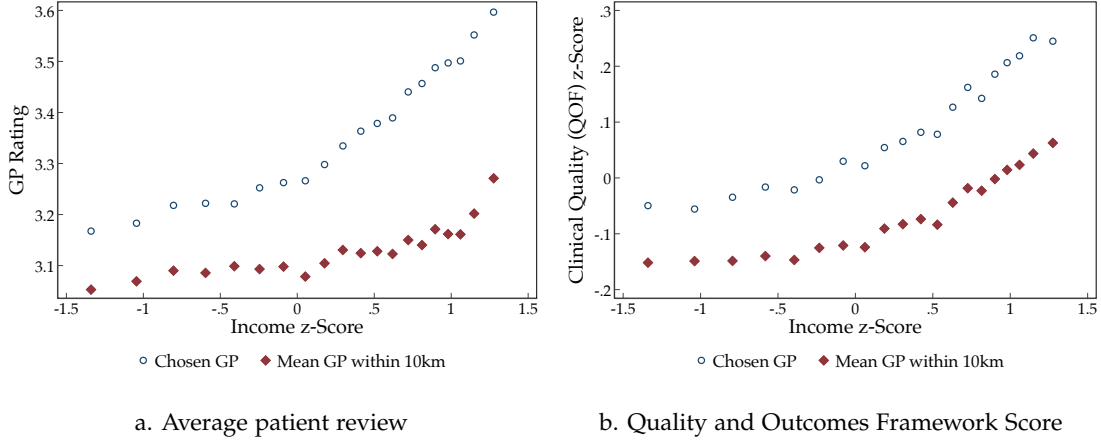 3.6
3.5
3.4
3.3
3.2
3.1
GP Rating
-1.5 -1 -.5 0 .5 1 1.5
Income z-Score
Chosen GP Mean GP within 10km
a. Average patient review
.3
.2
.1
0
-.1
-.2
Clinical Quality (QOF) z-Score
-1.5 -1 -.5 0 .5 1 1.5
Income z-Score
Chosen GP Mean GP within 10km
b. Quality and Outcomes Framework Score